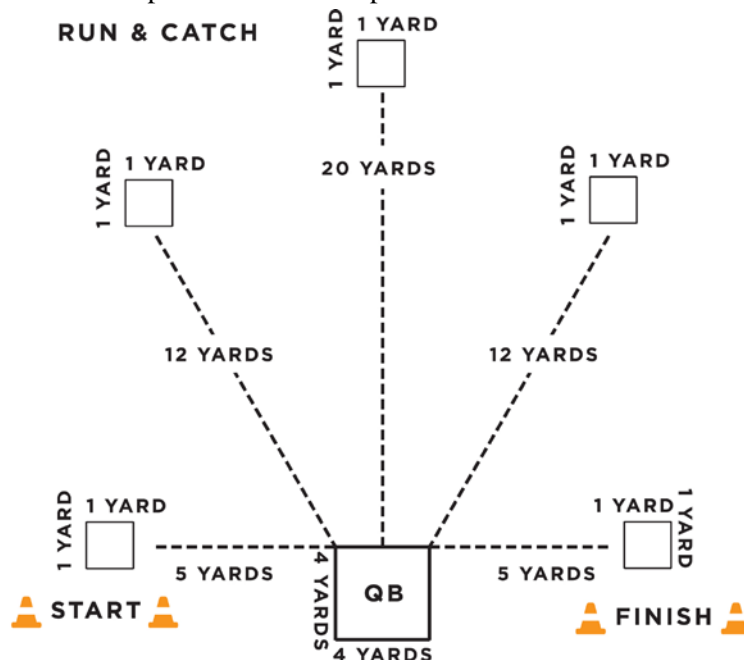 RUN & CATCH
1 YARD
1 YARD
1 YARD
1 YARD
20 YARDS
1 YARD
1 YARD
12 YARDS
12 YARDS
1 YARD
1 YARD
1 YARD
1 YARD
5 YARDS
4 YARDS
QB
5 YARDS
START
FINISH
4 YARDS